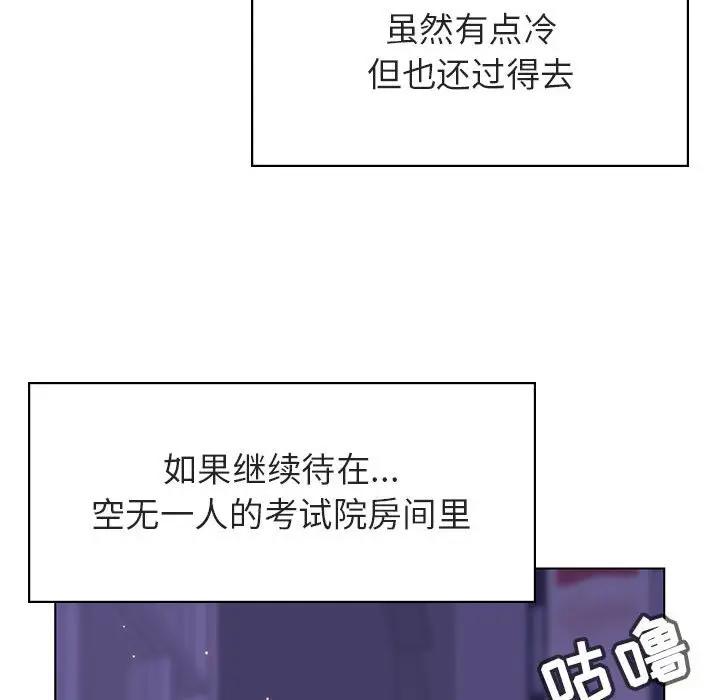 虽然有点冷
但也还过得去
如果继续待在...
空无一人的考试院房间里
咕噜